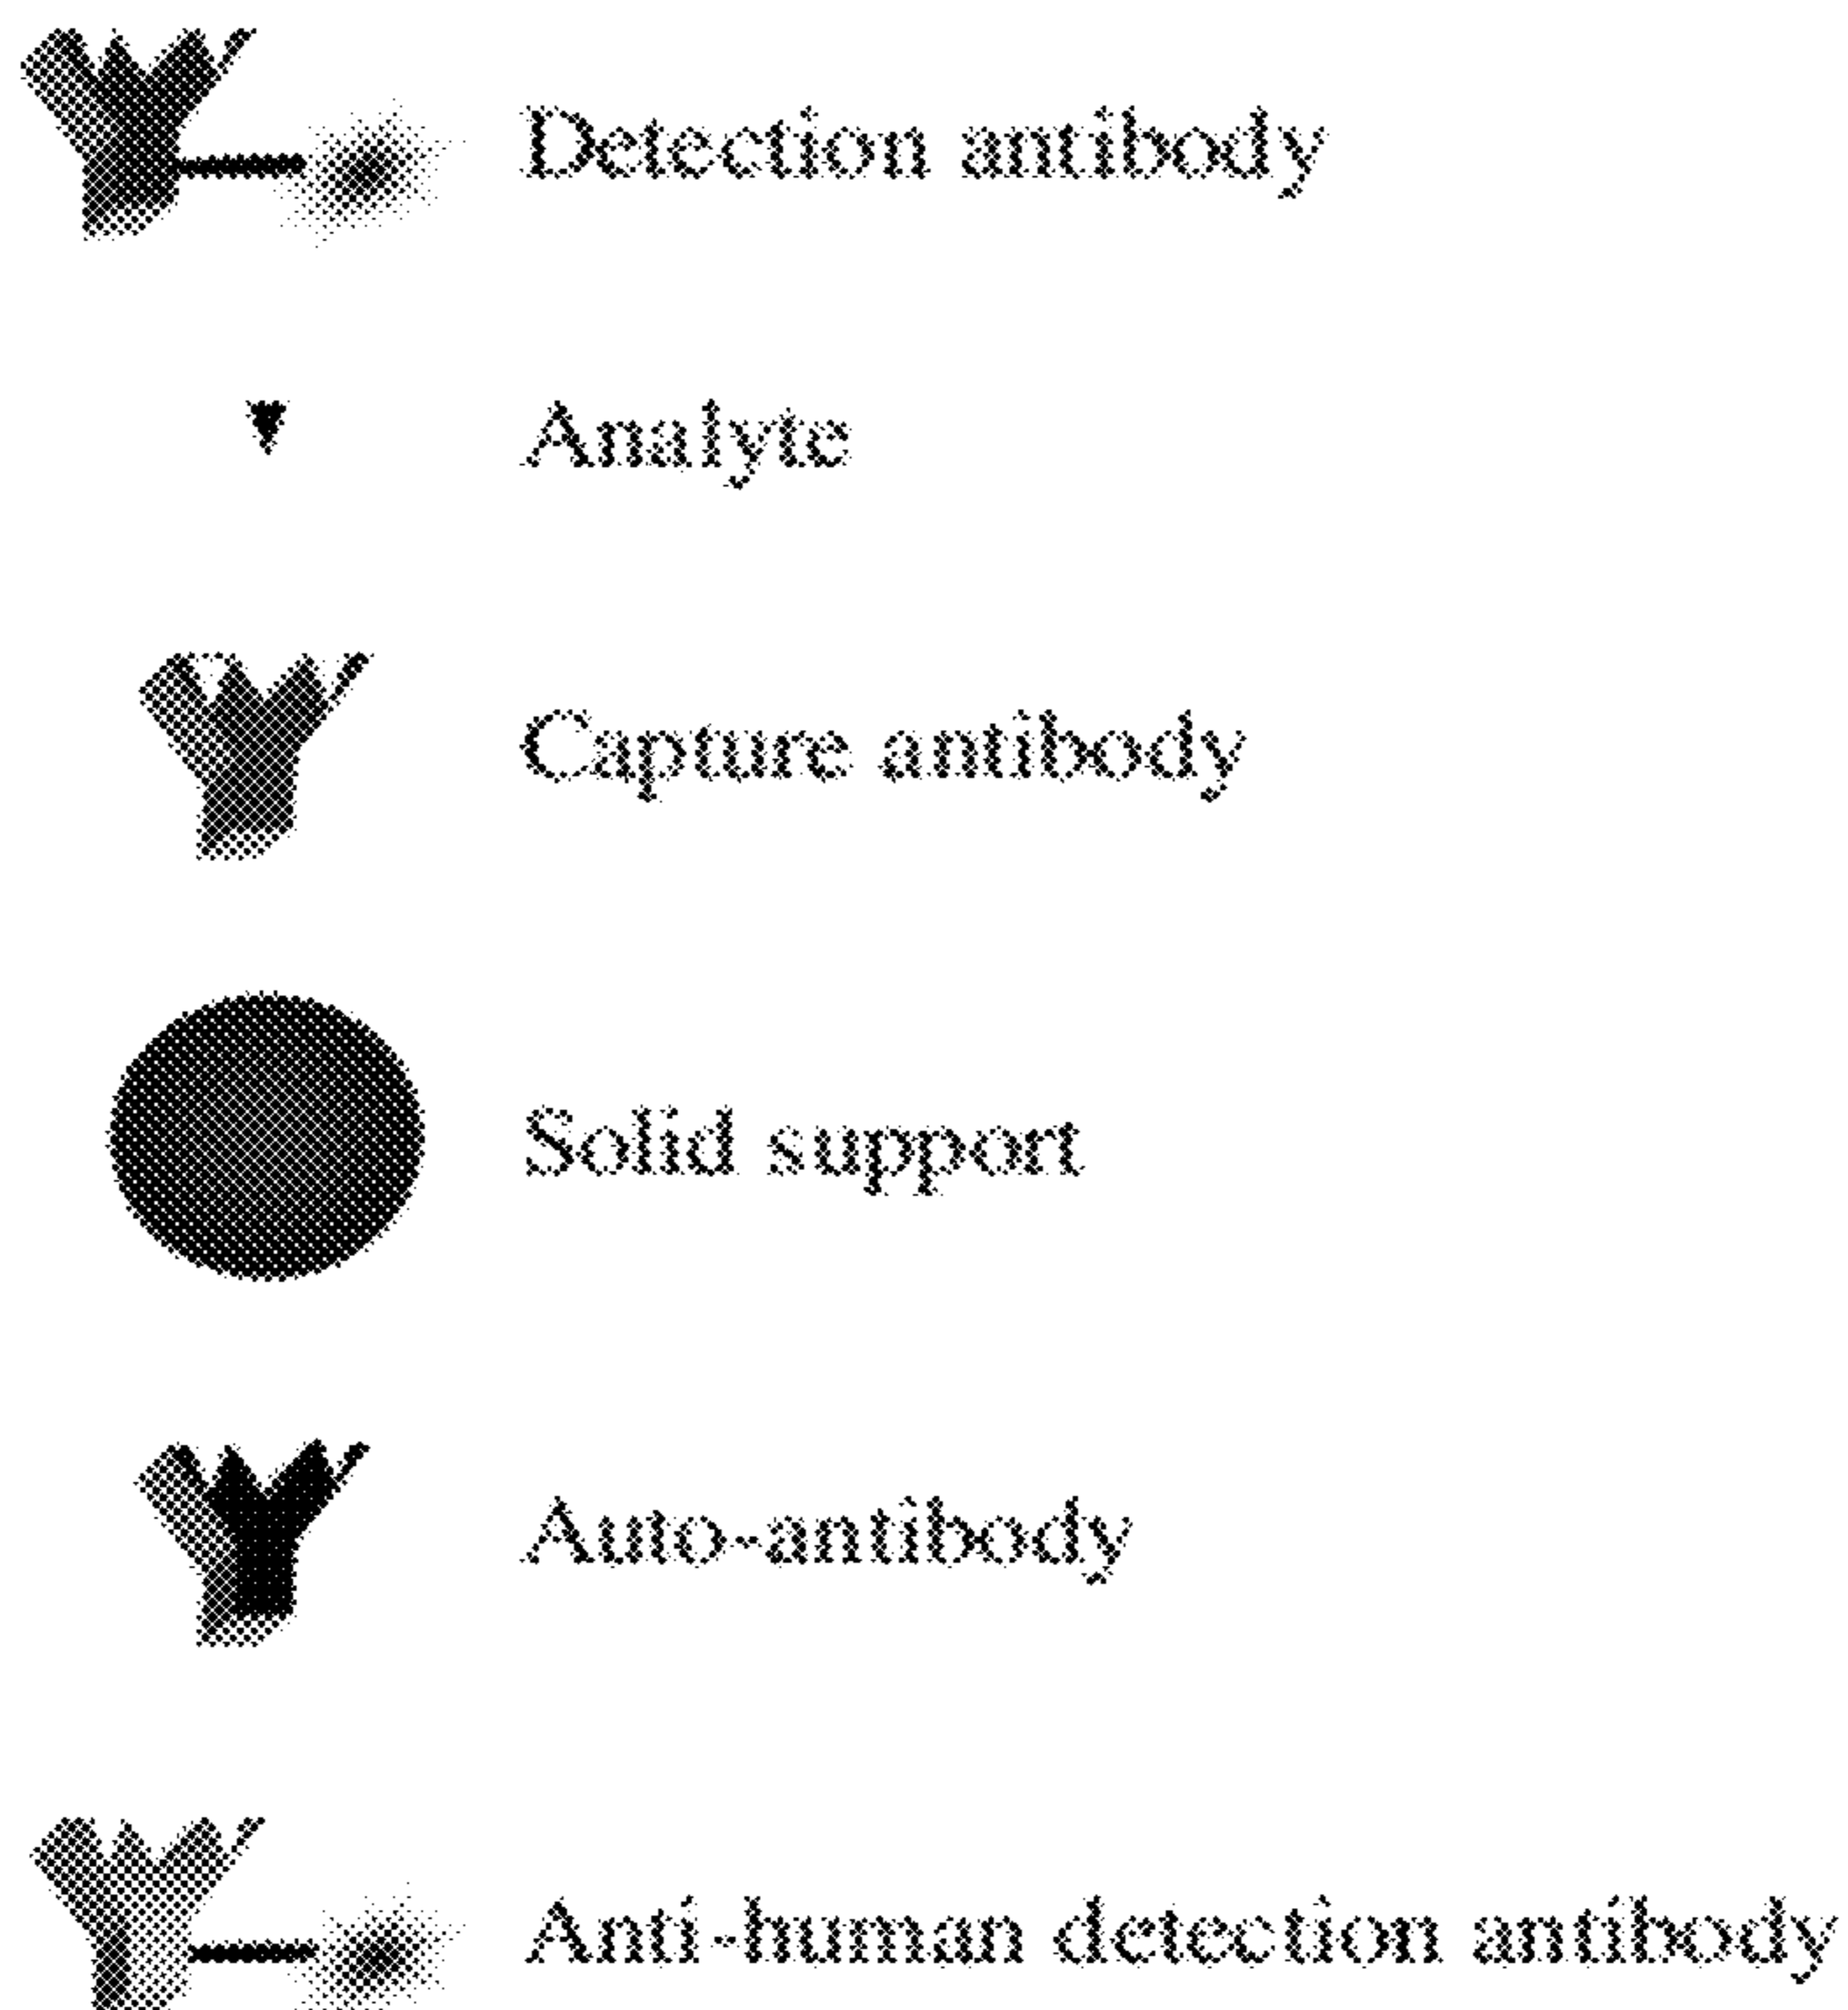 Detection antibody
Analyte
Capture antibody
Solid support
Auto-antibody
Anti-human detection antibody